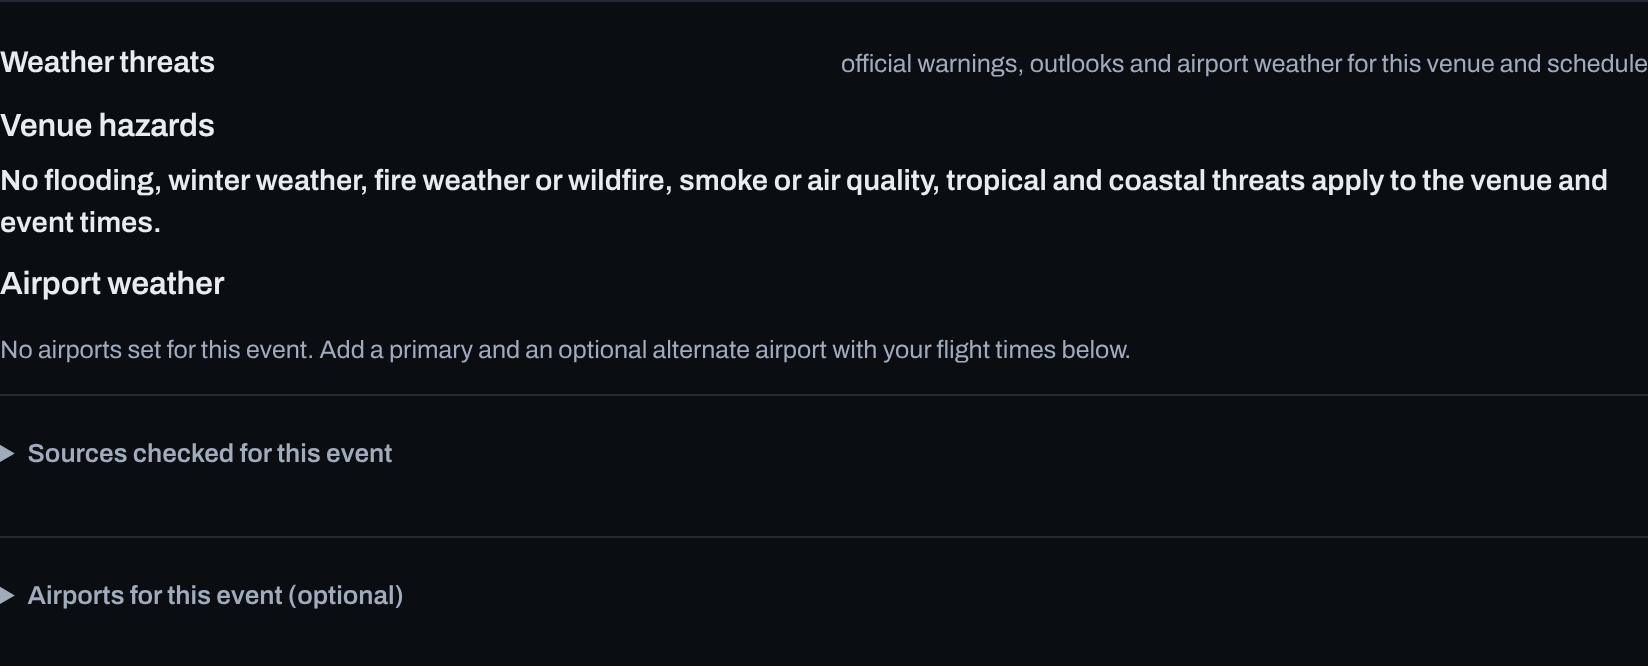 Weather threats
official warnings, outlooks and airport weather for this venue and schedule
Venue hazards
No flooding, winter weather, fire weather or wildfire, smoke or air quality, tropical and coastal threats apply to the venue and
event times.
Airport weather
No airports set for this event. Add a primary and an optional alternate airport with your flight times below.
Sources checked for this event
Airports for this event (optional)